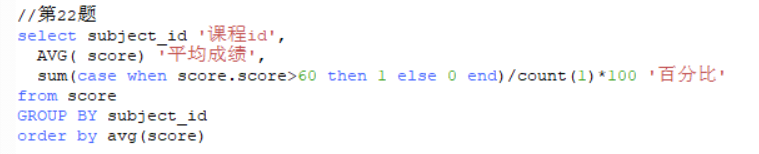 //第22题
select subject_id '课程id',
AVG( score) '平均成绩',
sum(case when score.score>60 then 1 else 0 end)/count(1)*100 '百分比'
from score
GROUP BY subject_id
order by avg(score)